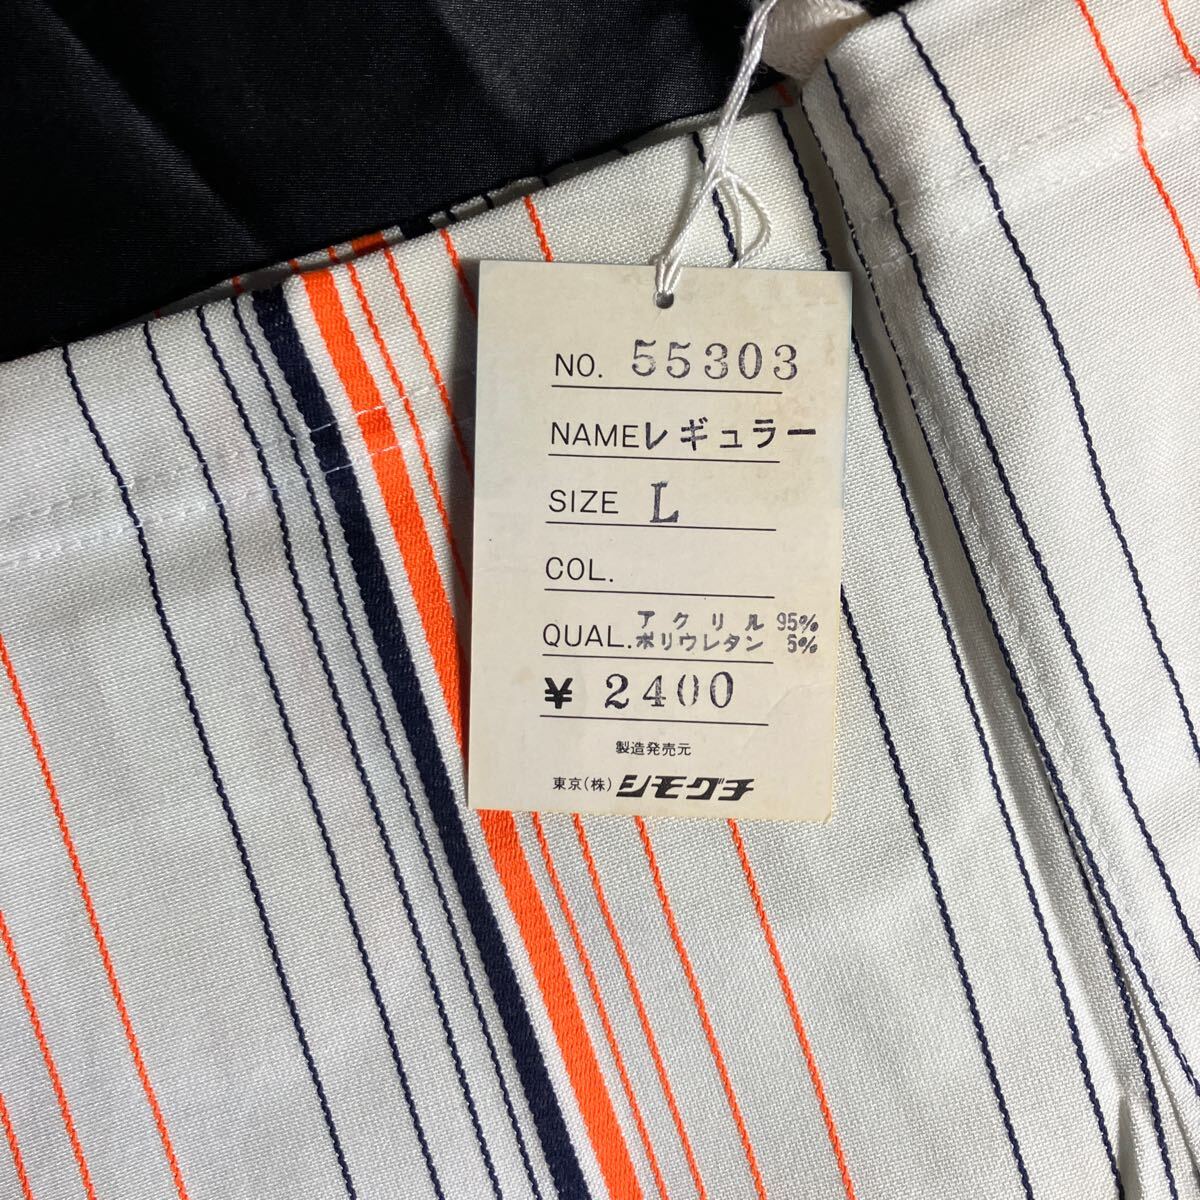 NO. 55303
NAMEレギュラー
SIZE L
COL.
QUAL. アクリル 95%
ポリウレタン 5%
¥ 2400
製造発売元
東京(株)シモグチ